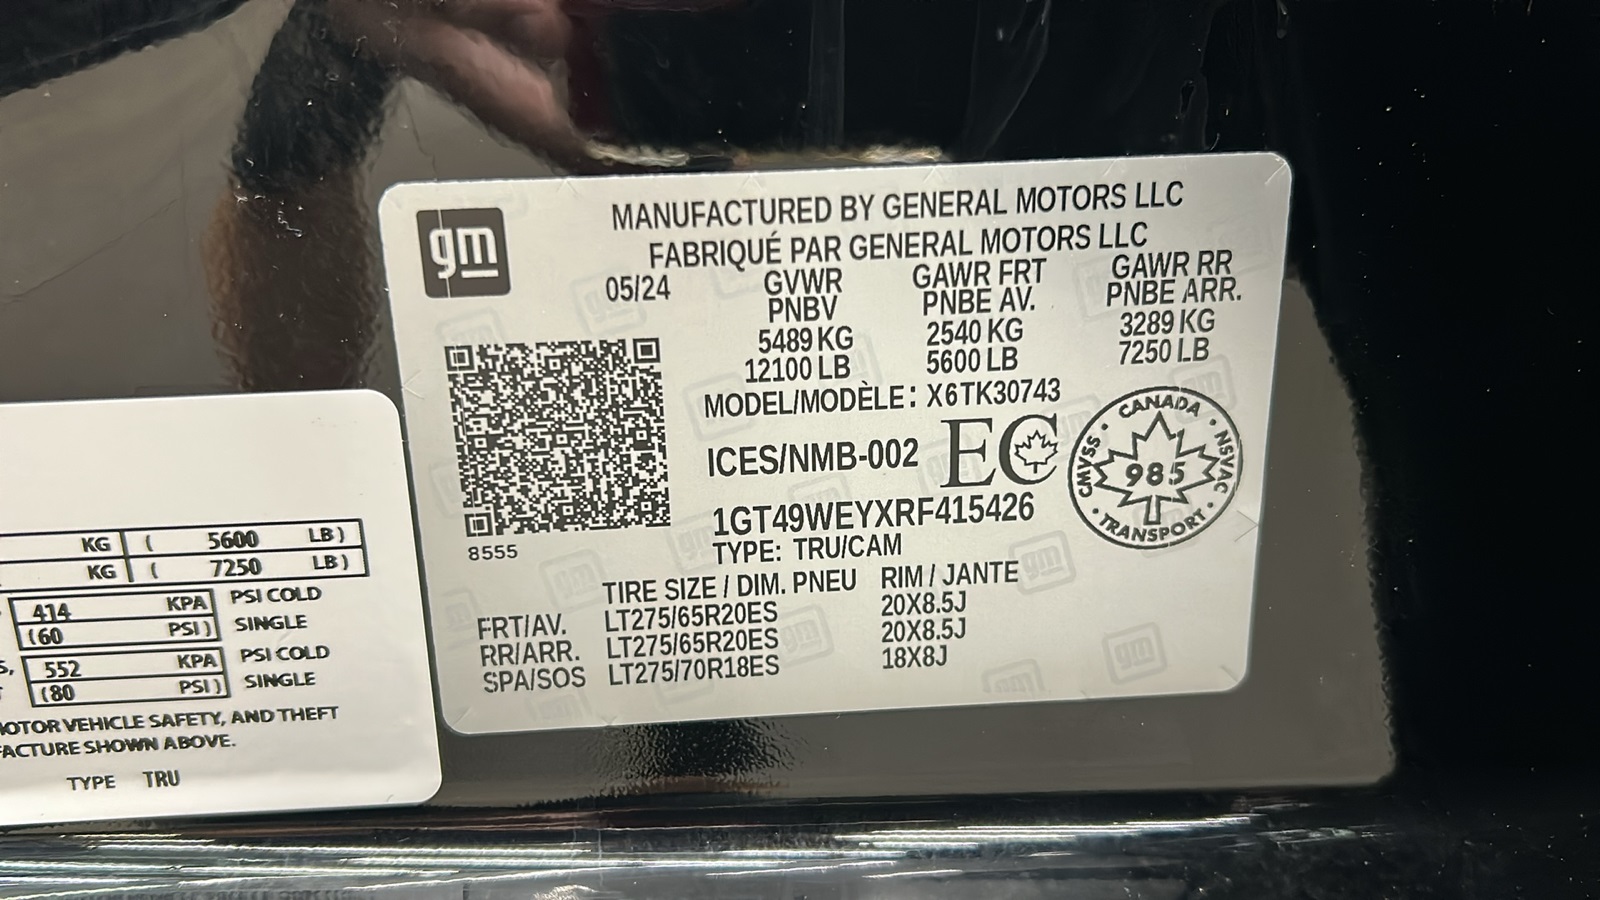 gm
MANUFACTURED BY GENERAL MOTORS LLC
FABRIQUÉ PAR GENERAL MOTORS LLC
05/24
GVWR
PNBV
5489 KG
12100 LB
GAWR FRT
PNBE AV.
2540 KG
5600 LB
GAWR RR
PNBE ARR.
3289 KG
7250 LB
MODEL/MODÈLE: X6TK30743
ICES/NMB-002 EC
CANADA
CMVSS 985 NSVAC
TRANSPORT
1GT49WEYXRF415426
TYPE: TRU/CAM
8555
TIRE SIZE / DIM. PNEU RIM / JANTE
FRT/AV. LT275/65R20ES 20X8.5J
RR/ARR. LT275/65R20ES 20X8.5J
SPA/SOS LT275/70R18ES 18X8J
KG ( 5600 LB)
KG ( 7250 LB)
414 KPA PSI COLD
(60 PSI) SINGLE
552 KPA PSI COLD
(80 PSI) SINGLE
VEHICLE SAFETY, AND THEFT
SHOWN ABOVE.
TYPE TRU